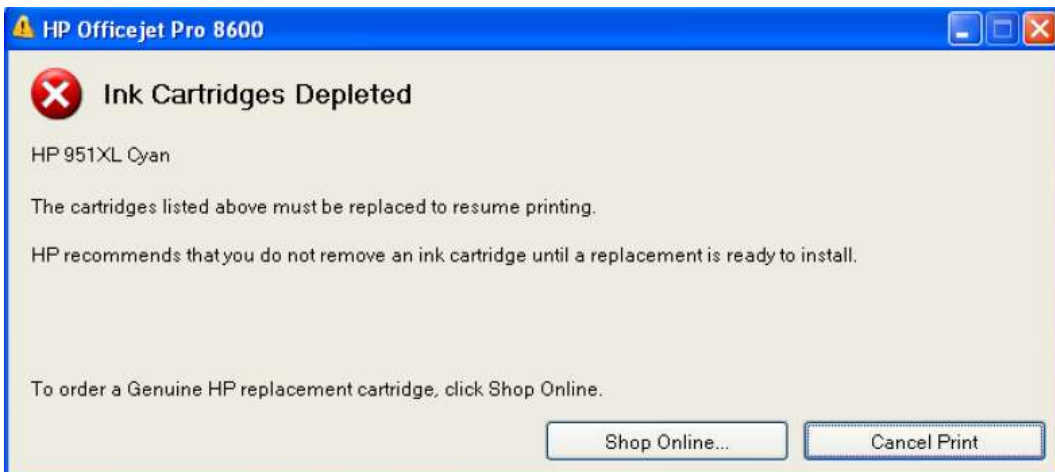 HP Officejet Pro 8600
Ink Cartridges Depleted
HP 951XL Cyan
The cartridges listed above must be replaced to resume printing.
HP recommends that you do not remove an ink cartridge until a replacement is ready to install.
To order a Genuine HP replacement cartridge, click Shop Online.
Shop Online... Cancel Print